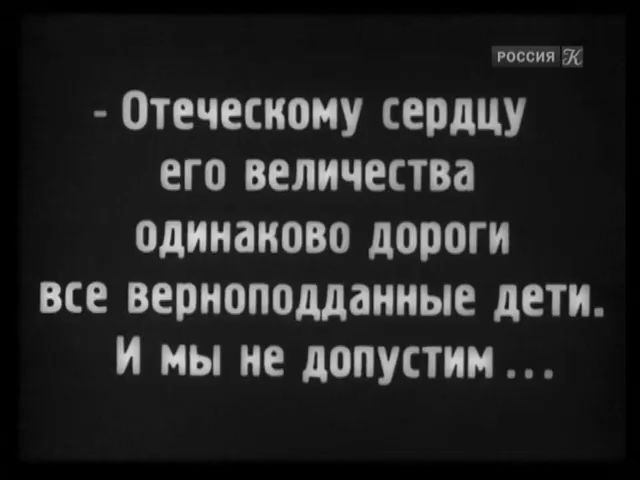 РОССИЯ К
- Отеческому сердцу
его величества
одинаково дороги
все верноподданные дети.
И мы не допустим ...